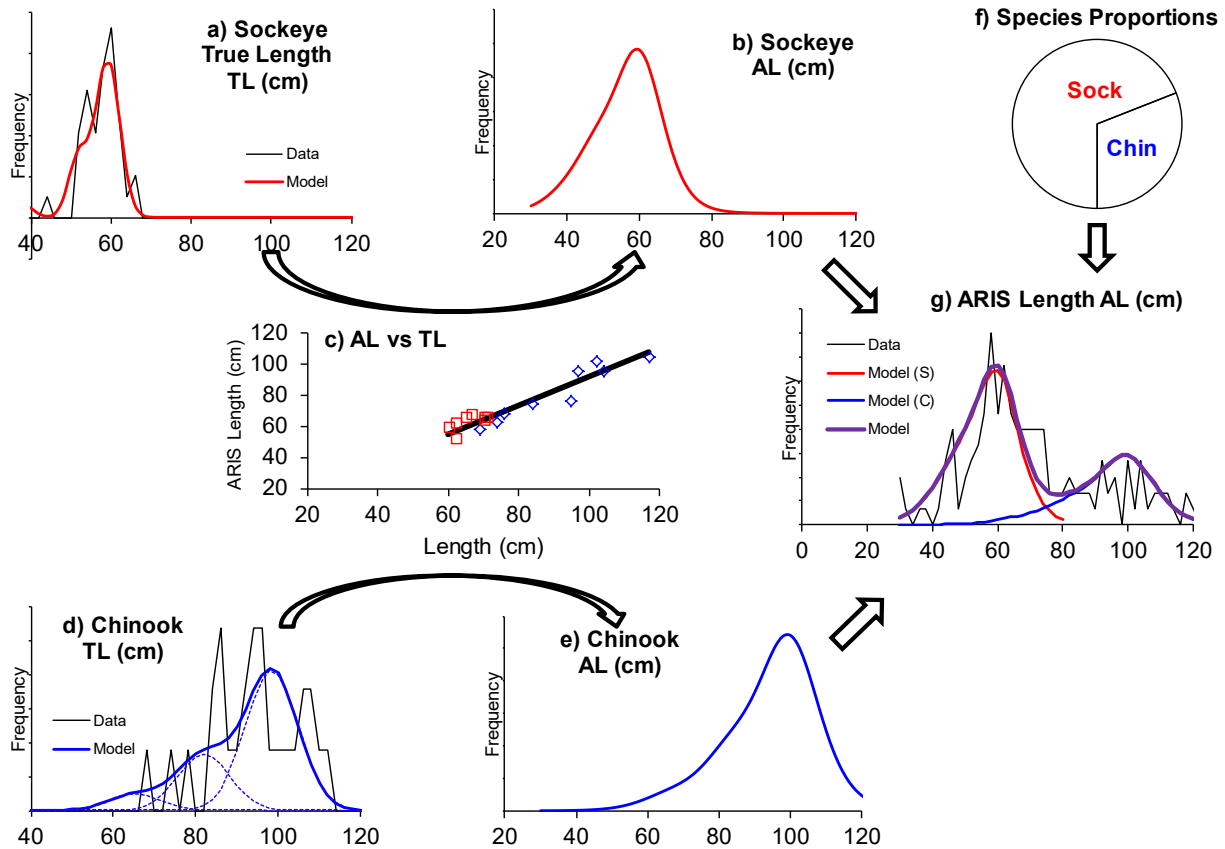 a) Sockeye
True Length
TL (cm)
Frequency
Data
Model
40 60 80 100 120
b) Sockeye
AL (cm)
Frequency
20 40 60 80 100 120
f) Species Proportions
Sock
Chin
c) AL vs TL
ARIS Length (cm)
120
100
80
60
40
20
20 40 60 80 100 120
Length (cm)
g) ARIS Length AL (cm)
Frequency
Data
Model (S)
Model (C)
Model
0 20 40 60 80 100 120
d) Chinook
TL (cm)
Frequency
Data
Model
40 60 80 100 120
e) Chinook
AL (cm)
Frequency
20 40 60 80 100 120